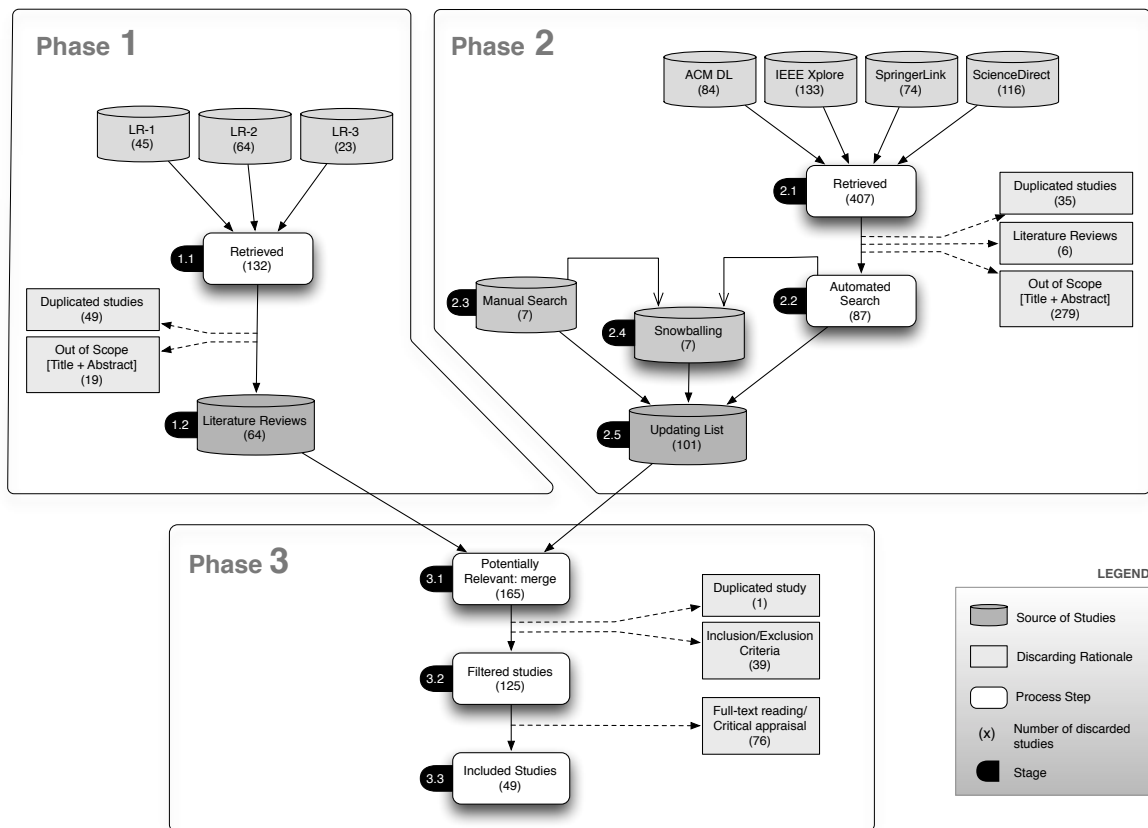 Phase 1
LR-1
(45)
LR-2
(64)
LR-3
(23)
1.1
Retrieved
(132)
Duplicated studies
(49)
Out of Scope
[Title + Abstract]
(19)
1.2
Literature Reviews
(64)
Phase 2
ACM DL
(84)
IEEE Xplore
(133)
SpringerLink
(74)
ScienceDirect
(116)
2.1
Retrieved
(407)
Duplicated studies
(35)
Literature Reviews
(6)
Out of Scope
[Title + Abstract]
(279)
2.3
Manual Search
(7)
2.4
Snowballing
(7)
2.2
Automated
Search
(87)
2.5
Updating List
(101)
Phase 3
3.1
Potentially
Relevant: merge
(165)
Duplicated study
(1)
Inclusion/Exclusion
Criteria
(39)
3.2
Filtered studies
(125)
Full-text reading/
Critical appraisal
(76)
3.3
Included Studies
(49)
LEGEND
Source of Studies
Discarding Rationale
Process Step
(x)
Number of discarded
studies
Stage